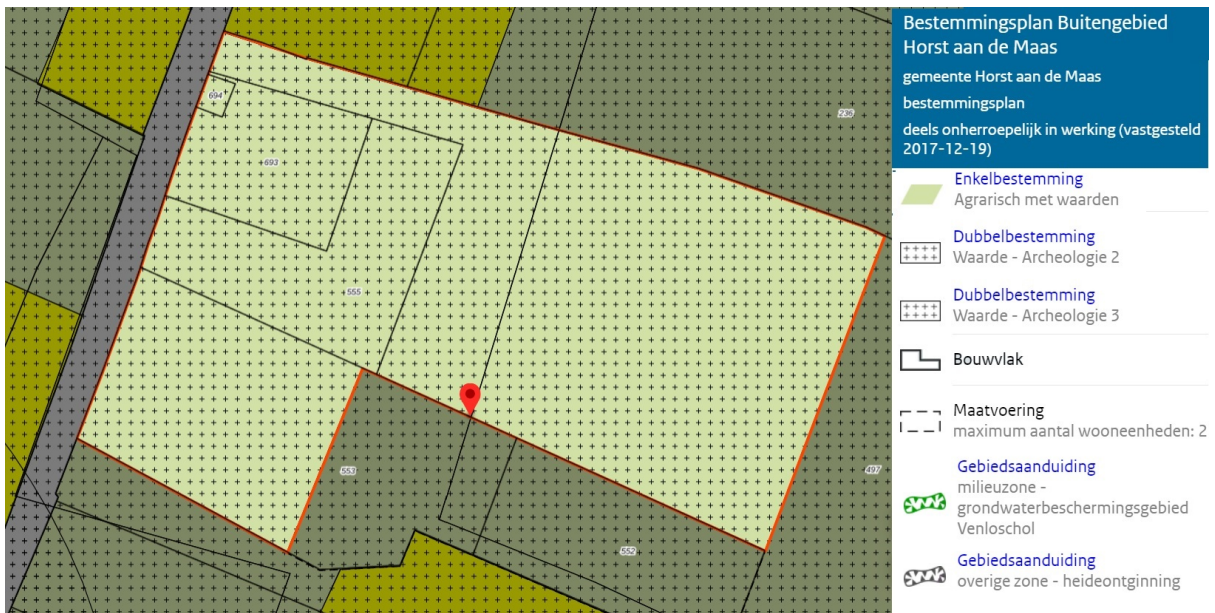 Bestemmingsplan Buitengebied
Horst aan de Maas
gemeente Horst aan de Maas
bestemmingsplan
deels onherroepelijk in werking (vastgesteld
2017-12-19)
Enkelbestemming
Agrarisch met waarden
Dubbelbestemming
Waarde - Archeologie 2
Dubbelbestemming
Waarde - Archeologie 3
Bouwvlak
Maatvoering
maximum aantal wooneenheden: 2
Gebiedsaanduiding
milieuzone -
grondwaterbeschermingsgebied
Venloschol
Gebiedsaanduiding
overige zone - heideontginning
694
236
693
555
553
497
552